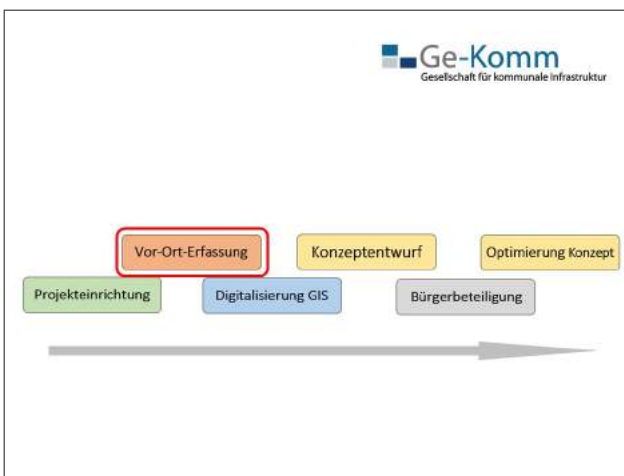 Ge-Komm
Gesellschaft für kommunale Infrastruktur
Vor-Ort-Erfassung
Konzeptentwurf
Optimierung Konzept
Projekteinrichtung
Digitalisierung GIS
Bürgerbeteiligung